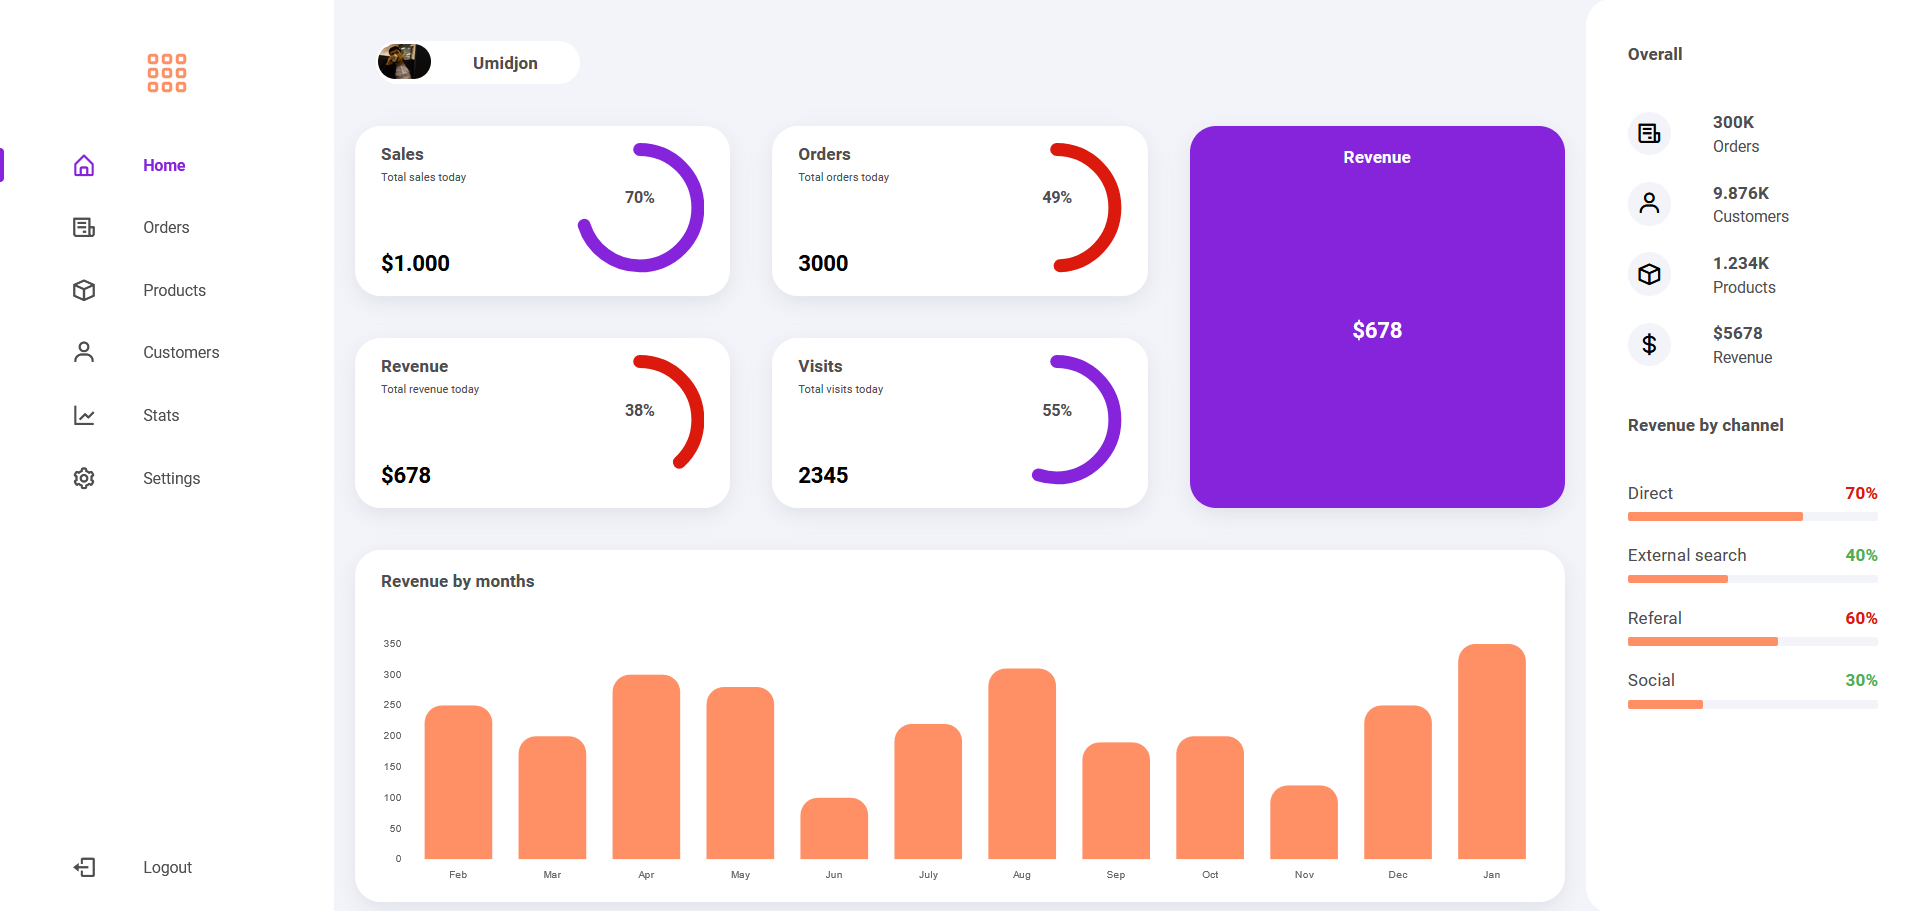 Home
Orders
Products
Customers
Stats
Settings
Logout
Umidjon
Sales
Total sales today
70%
$1.000
Orders
Total orders today
49%
3000
Revenue
$678
Revenue
Total revenue today
38%
$678
Visits
Total visits today
55%
2345
Revenue by months
350
300
250
200
150
100
50
0
Feb Mar Apr May Jun July Aug Sep Oct Nov Dec Jan
Overall
300K
Orders
9.876K
Customers
1.234K
Products
$5678
Revenue
Revenue by channel
Direct 70%
External search 40%
Referal 60%
Social 30%